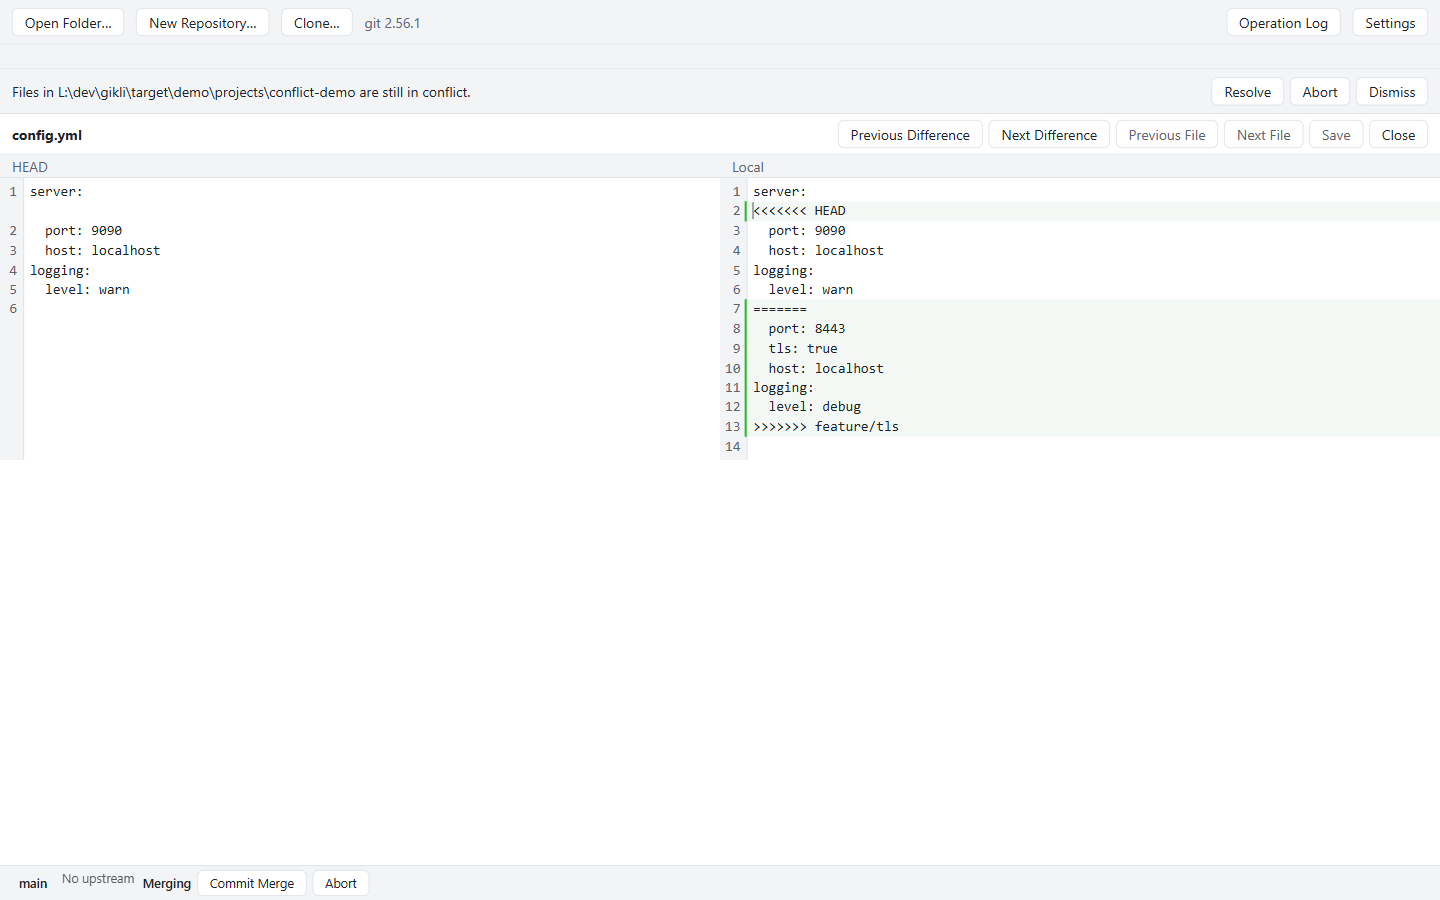 Open Folder... New Repository... Clone... git 2.56.1 Operation Log Settings
Files in L:\dev\gikli\target\demo\projects\conflict-demo are still in conflict. Resolve Abort Dismiss
config.yml Previous Difference Next Difference Previous File Next File Save Close
HEAD
1 server:
2   port: 9090
3   host: localhost
4 logging:
5   level: warn
6
Local
1 server:
2 <<<<<<< HEAD
3   port: 9090
4   host: localhost
5 logging:
6   level: warn
7 =======
8   port: 8443
9   tls: true
10   host: localhost
11 logging:
12   level: debug
13 >>>>>>> feature/tls
14
main No upstream Merging Commit Merge Abort